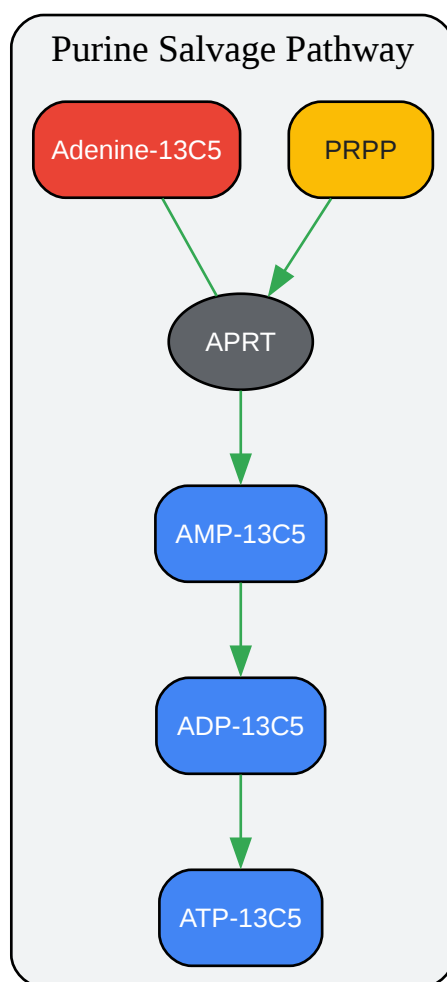 Purine Salvage Pathway
Adenine-13C5
PRPP
APRT
AMP-13C5
ADP-13C5
ATP-13C5